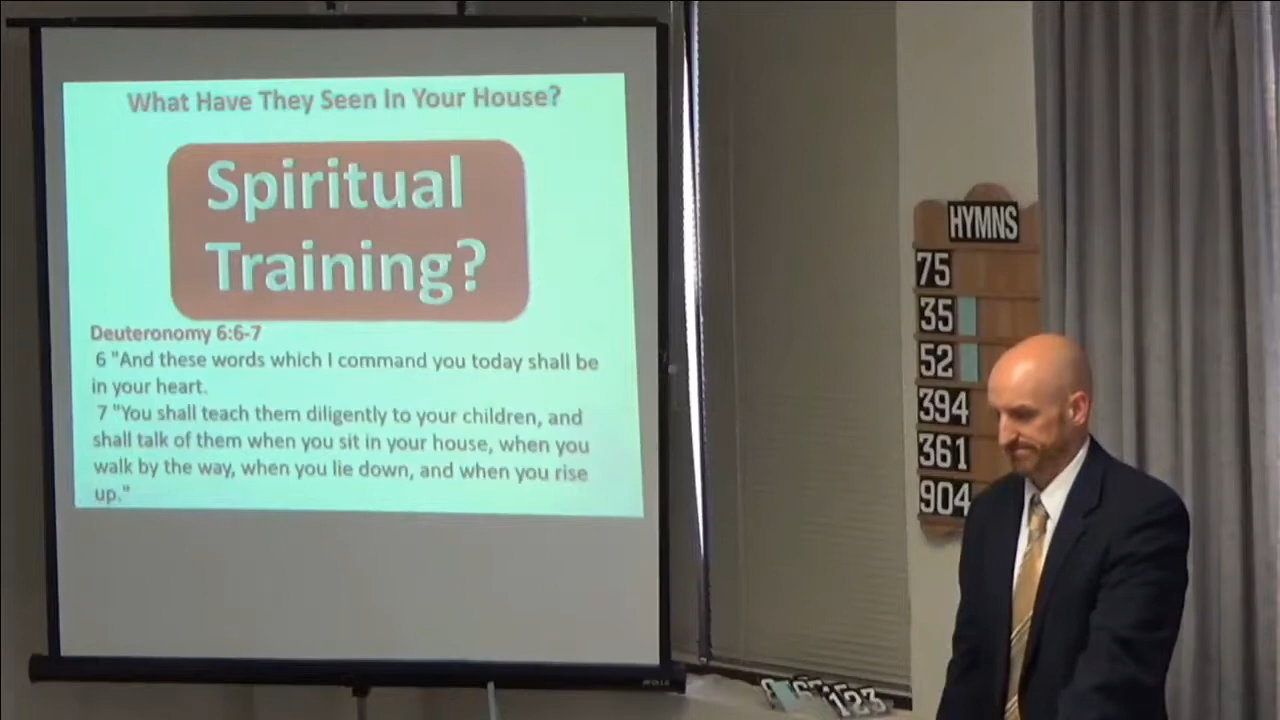 What Have They Seen In Your House?
Spiritual
Training?
Deuteronomy 6:6-7
6 "And these words which I command you today shall be
in your heart.
7 "You shall teach them diligently to your children, and
shall talk of them when you sit in your house, when you
walk by the way, when you lie down, and when you rise
up."
HYMNS
75
35
52
394
361
904
APOLLO
123